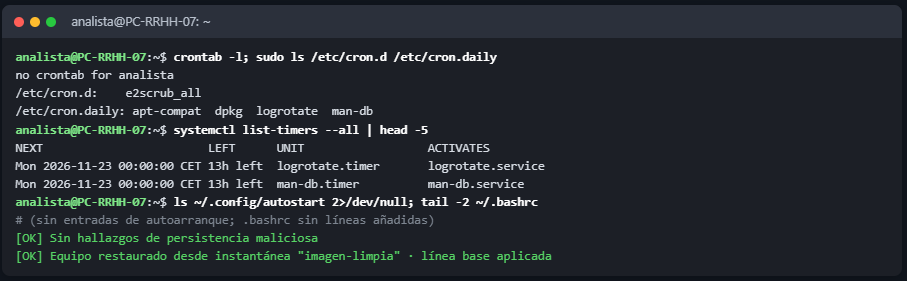 analista@PC-RRHH-07: ~
analista@PC-RRHH-07:~$ crontab -l; sudo ls /etc/cron.d /etc/cron.daily
no crontab for analista
/etc/cron.d:    e2scrub_all
/etc/cron.daily: apt-compat  dpkg  logrotate  man-db
analista@PC-RRHH-07:~$ systemctl list-timers --all | head -5
NEXT                        LEFT      UNIT                  ACTIVATES
Mon 2026-11-23 00:00:00 CET 13h left  logrotate.timer       logrotate.service
Mon 2026-11-23 00:00:00 CET 13h left  man-db.timer          man-db.service
analista@PC-RRHH-07:~$ ls ~/.config/autostart 2>/dev/null; tail -2 ~/.bashrc
# (sin entradas de autoarranque; .bashrc sin líneas añadidas)
[OK] Sin hallazgos de persistencia maliciosa
[OK] Equipo restaurado desde instantánea "imagen-limpia" · línea base aplicada